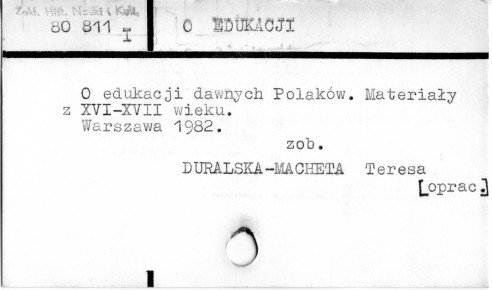 Zakł. Hist. Nauki i Kult.
80 811 I
O EDUKACJI
O edukacji dawnych Polaków. Materiały
z XVI-XVII wieku.
Warszawa 1982.
zob.
DURALSKA-MACHETA Teresa
[oprac.]